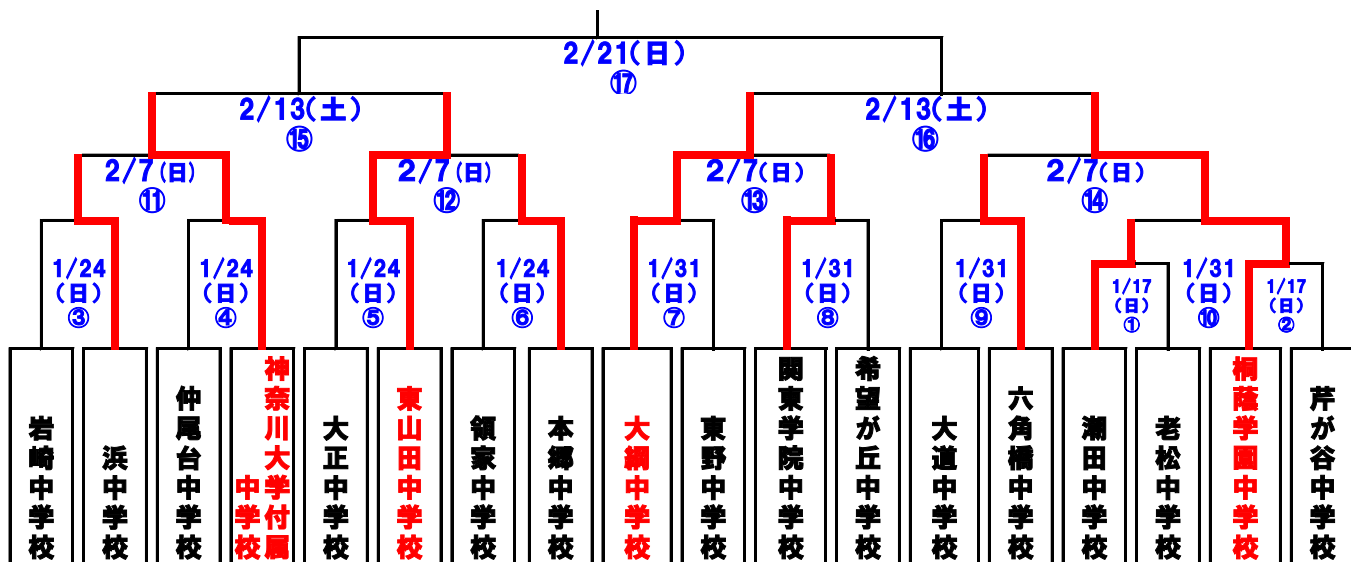 2/21(日)
⑰
2/13(土)
⑮
2/13(土)
⑯
2/7(日)
⑪
2/7(日)
⑫
2/7(日)
⑬
2/7(日)
⑭
1/24
(日)
③
1/24
(日)
④
1/24
(日)
⑤
1/24
(日)
⑥
1/31
(日)
⑦
1/31
(日)
⑧
1/31
(日)
⑨
1/17
(日)
①
1/31
(日)
⑩
1/17
(日)
②
岩崎中学校
浜中学校
仲尾台中学校
神奈川大学付属
中学校
大正中学校
東山田中学校
領家中学校
本郷中学校
大綱中学校
東野中学校
関東学院中学校
希望が丘中学校
大道中学校
六角橋中学校
潮田中学校
老松中学校
桐蔭学園中学校
芹が谷中学校